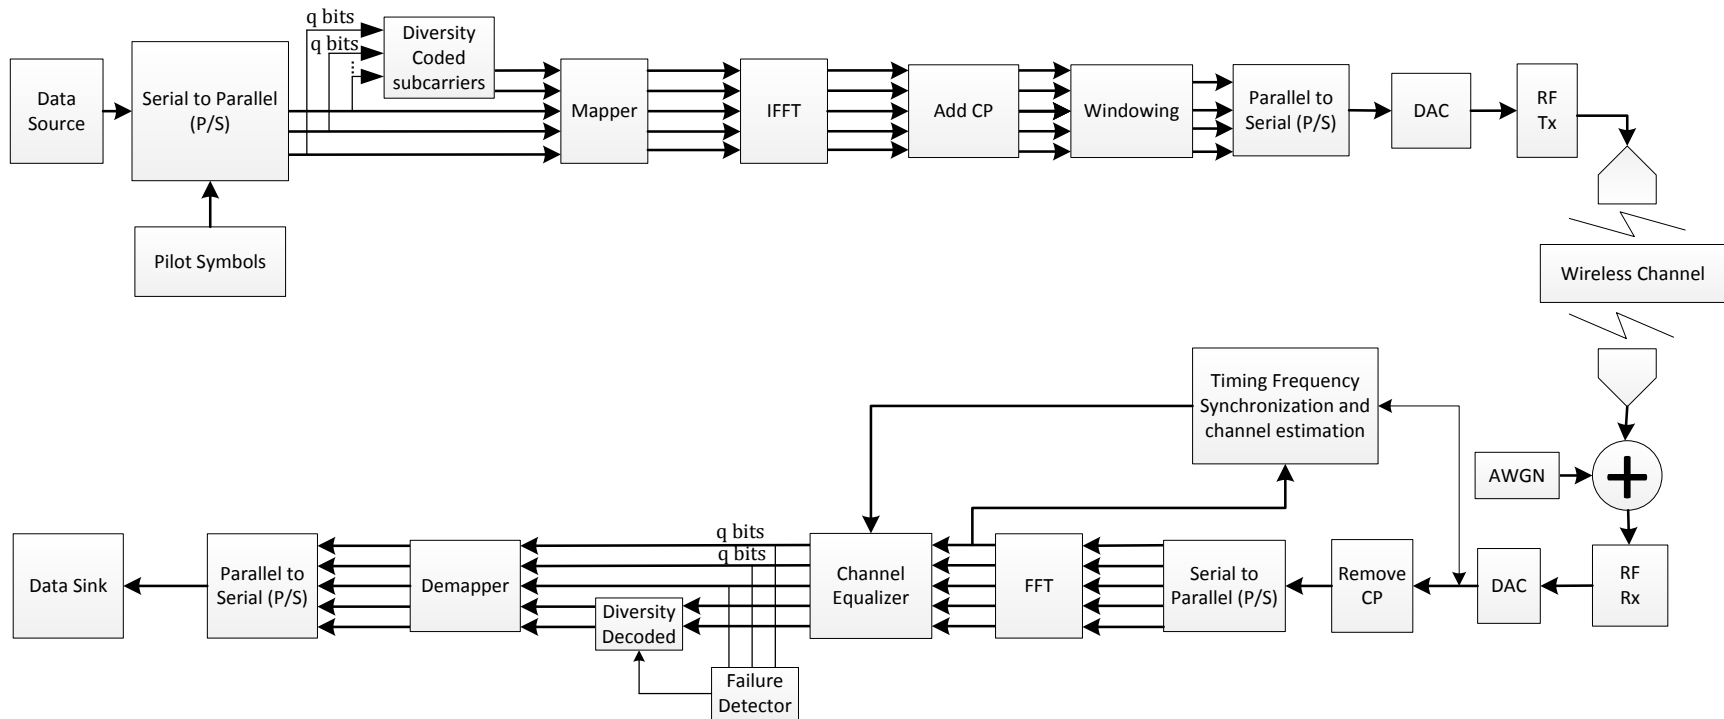 q bits
q bits
Diversity
Coded
subcarriers
Data
Source
Serial to Parallel
(P/S)
Mapper
IFFT
Add CP
Windowing
Parallel to
Serial (P/S)
DAC
RF
Tx
Pilot Symbols
Wireless Channel
Timing Frequency
Synchronization and
channel estimation
AWGN
+
RF
Rx
DAC
Remove
CP
Serial to
Parallel (P/S)
FFT
Channel
Equalizer
q bits
q bits
Diversity
Decoded
Failure
Detector
Demapper
Parallel to
Serial (P/S)
Data Sink